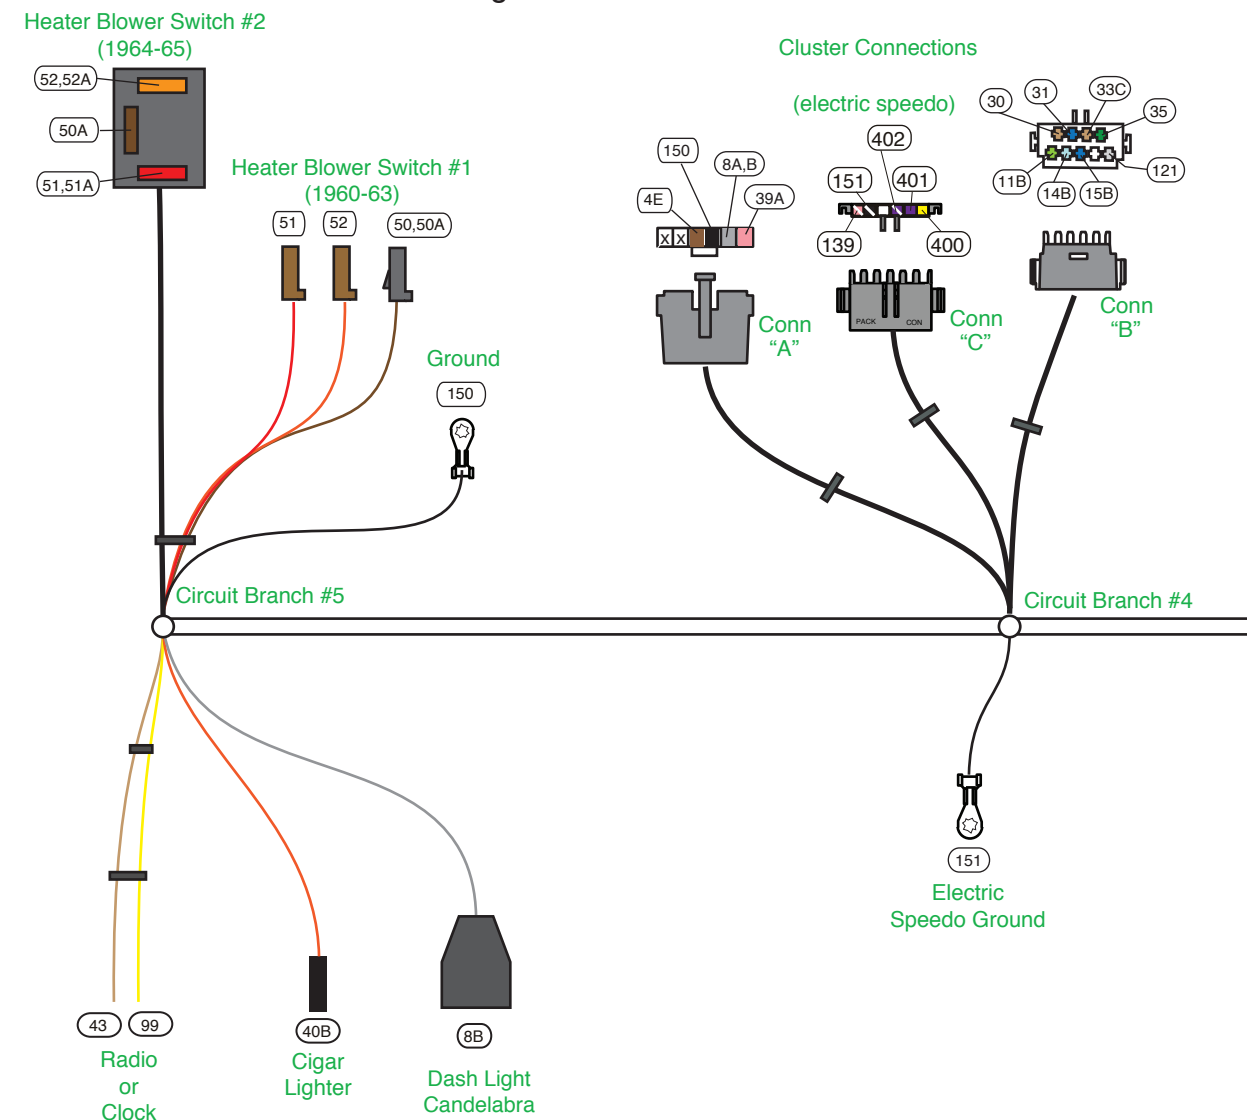 Heater Blower Switch #2
(1964-65)
52,52A
50A
51,51A
Heater Blower Switch #1
(1960-63)
51
52
50,50A
Ground
150
Cluster Connections
(electric speedo)
150
8A,B
4E
39A
X X
Conn
“A”
402
151
401
139
400
PACK
CON
Conn
“C”
30
31
33C
35
11B
14B
15B
121
Conn
“B”
Circuit Branch #5
Circuit Branch #4
151
Electric
Speedo Ground
43
99
Radio
or
Clock
40B
Cigar
Lighter
8B
Dash Light
Candelabra